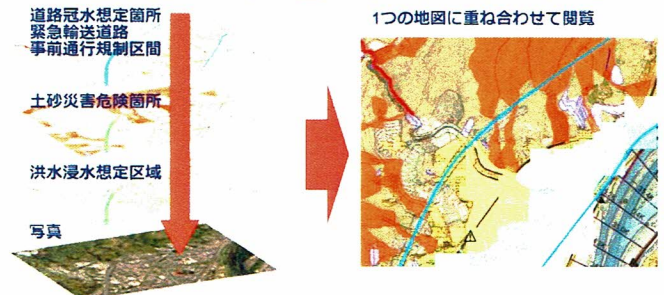 道路冠水想定箇所
緊急輸送道路
事前通行規制区間
土砂災害危険箇所
洪水浸水想定区域
写真
1つの地図に重ね合わせて閲覧